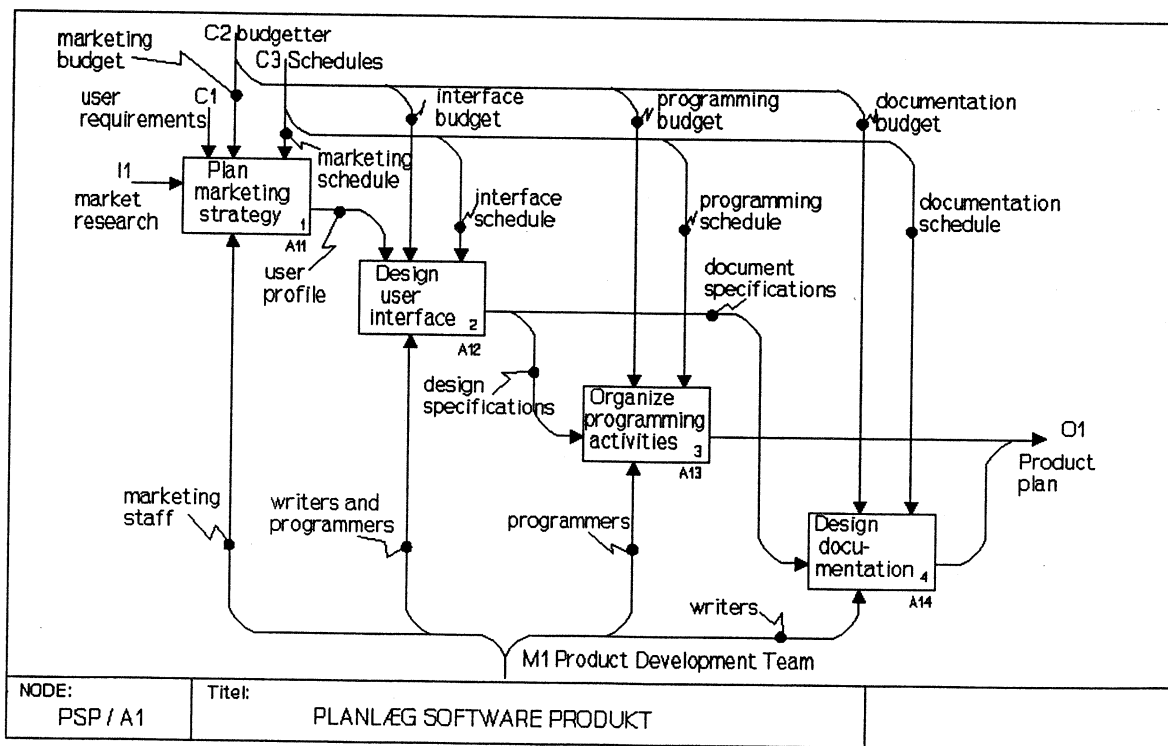 C2 budgetter
marketing
budget
C3 Schedules
user
requirements
C1
interface
budget
programming
budget
documentation
budget
I1
market
research
Plan
marketing
strategy
1
A11
marketing
schedule
interface
schedule
programming
schedule
documentation
schedule
user
profile
Design
user
interface
2
A12
document
specifications
design
specifications
Organize
programming
activities
3
A13
O1
Product
plan
marketing
staff
writers and
programmers
programmers
Design
docu-
mentation
4
A14
writers
M1 Product Development Team
NODE:
PSP / A1
Titel:
PLANLÆG SOFTWARE PRODUKT